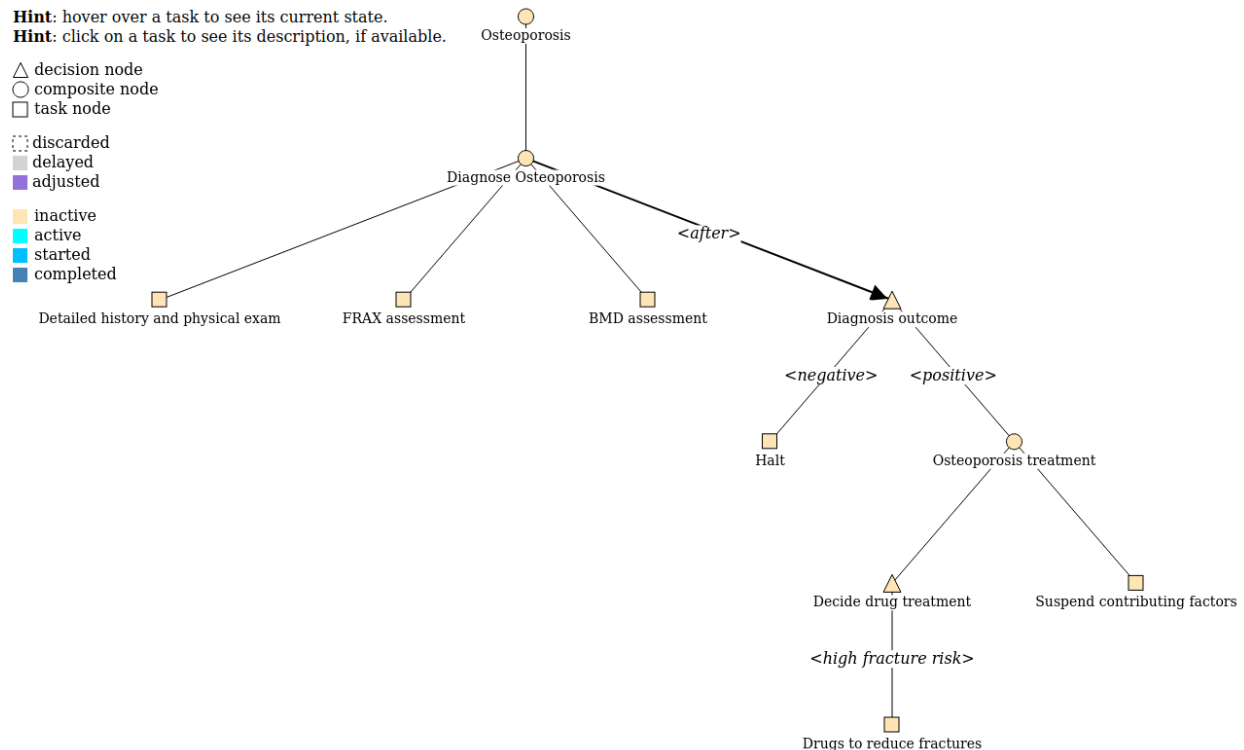 Hint: hover over a task to see its current state.
Hint: click on a task to see its description, if available.
decision node
composite node
task node
discarded
delayed
adjusted
inactive
active
started
completed
Osteoporosis
Diagnose Osteoporosis
<after>
Detailed history and physical exam
FRAX assessment
BMD assessment
Diagnosis outcome
<negative>
<positive>
Halt
Osteoporosis treatment
Decide drug treatment
Suspend contributing factors
<high fracture risk>
Drugs to reduce fractures